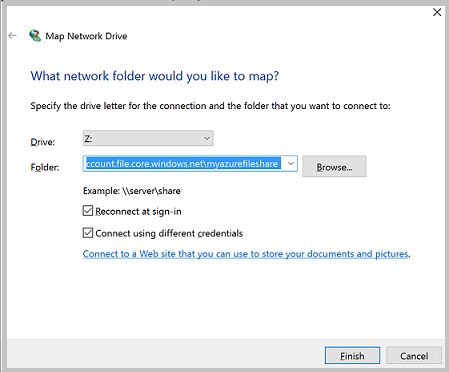 Map Network Drive
What network folder would you like to map?
Specify the drive letter for the connection and the folder that you want to connect to:
Drive: Z:
Folder: ccount.file.core.windows.net\myazurefileshare Browse...
Example: \\server\share
Reconnect at sign-in
Connect using different credentials
Connect to a Web site that you can use to store your documents and pictures.
Finish Cancel